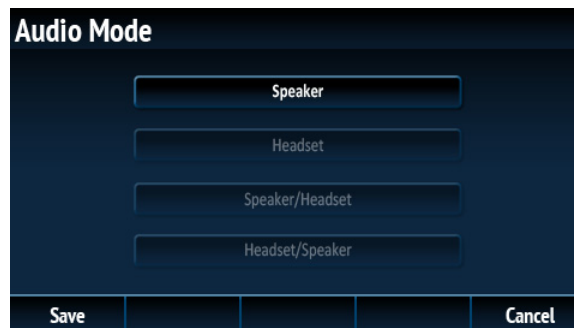 Audio Mode
Speaker
Headset
Speaker/Headset
Headset/Speaker
Save
Cancel